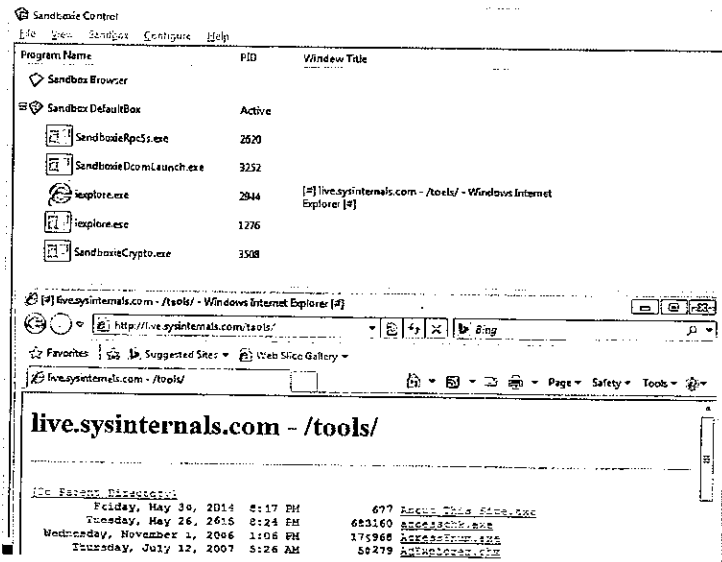 Sandboxie Control
File View Sandbox Configure Help
Program Name PID Window Title
Sandbox Browser
Sandbox DefaultBox Active
SandboxieRpcSs.exe 2620
SandboxieDcomLaunch.exe 3252
iexplore.exe 2944 [#] live.sysinternals.com - /tools/ - Windows Internet
Explorer [#]
iexplore.exe 1276
SandboxieCrypto.exe 3508
[#] live.sysinternals.com - /tools/ - Windows Internet Explorer [#]
http://live.sysinternals.com/tools/ Bing
Favorites Suggested Sites Web Slice Gallery
live.sysinternals.com - /tools/ Page Safety Tools
live.sysinternals.com - /tools/
[To Parent Directory]
Friday, May 30, 2014 8:17 PM 677 About This Site.exe
Tuesday, May 26, 2015 8:24 PM 683160 accesschk.exe
Wednesday, November 1, 2006 1:06 PM 175968 AccessEnum.exe
Thursday, July 12, 2007 5:26 AM 50279 AdExplorer.chm